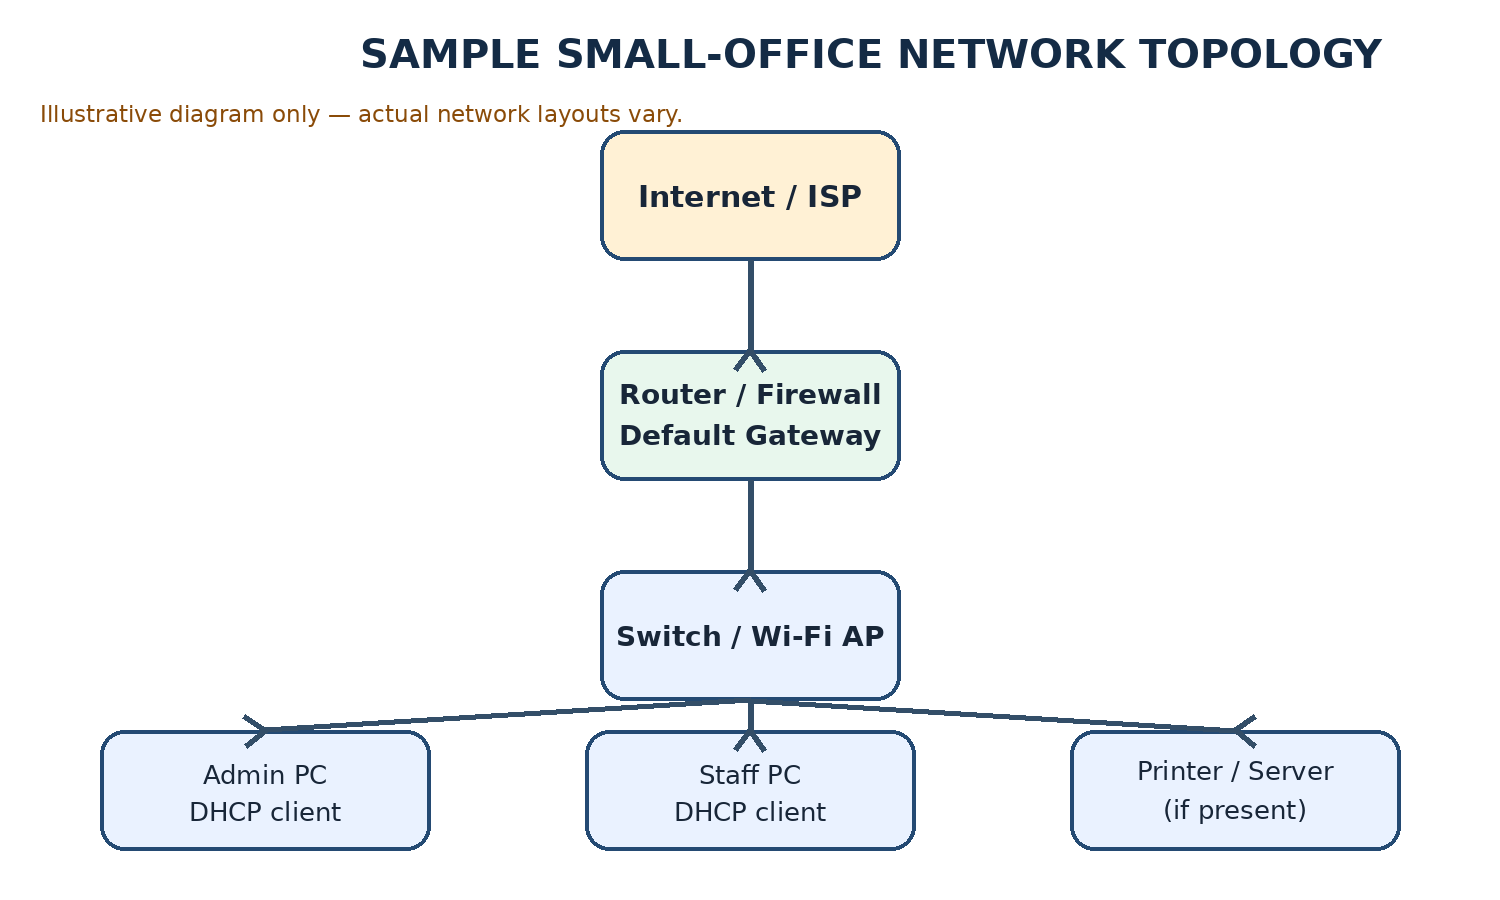 SAMPLE SMALL-OFFICE NETWORK TOPOLOGY
Illustrative diagram only — actual network layouts vary.
Internet / ISP
Router / Firewall
Default Gateway
Switch / Wi-Fi AP
Admin PC
DHCP client
Staff PC
DHCP client
Printer / Server
(if present)